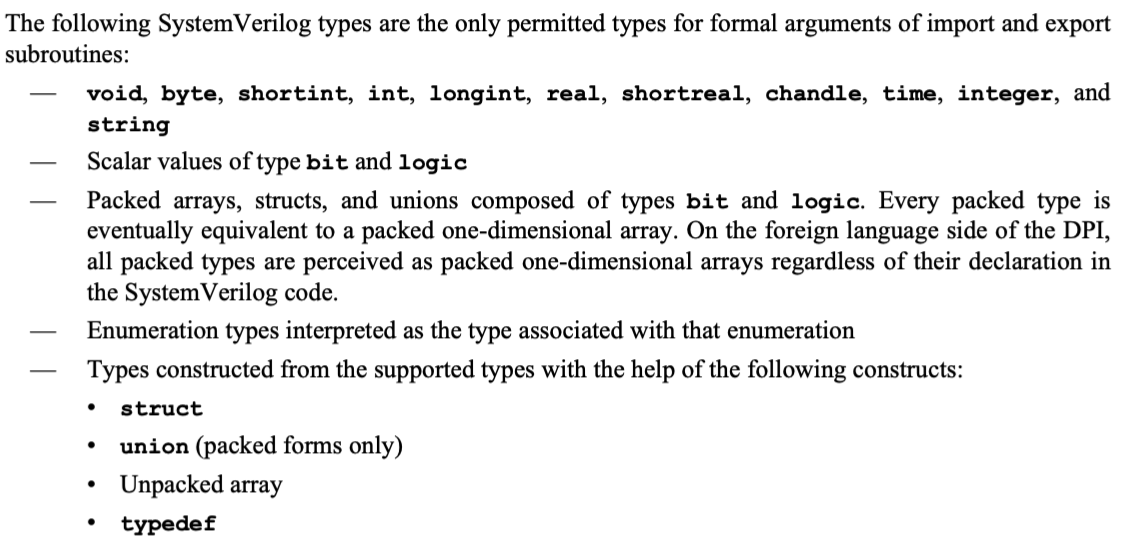 The following SystemVerilog types are the only permitted types for formal arguments of import and export
subroutines:
— void, byte, shortint, int, longint, real, shortreal, chandle, time, integer, and
string
— Scalar values of type bit and logic
— Packed arrays, structs, and unions composed of types bit and logic. Every packed type is
eventually equivalent to a packed one-dimensional array. On the foreign language side of the DPI,
all packed types are perceived as packed one-dimensional arrays regardless of their declaration in
the SystemVerilog code.
— Enumeration types interpreted as the type associated with that enumeration
— Types constructed from the supported types with the help of the following constructs:
• struct
• union (packed forms only)
• Unpacked array
• typedef